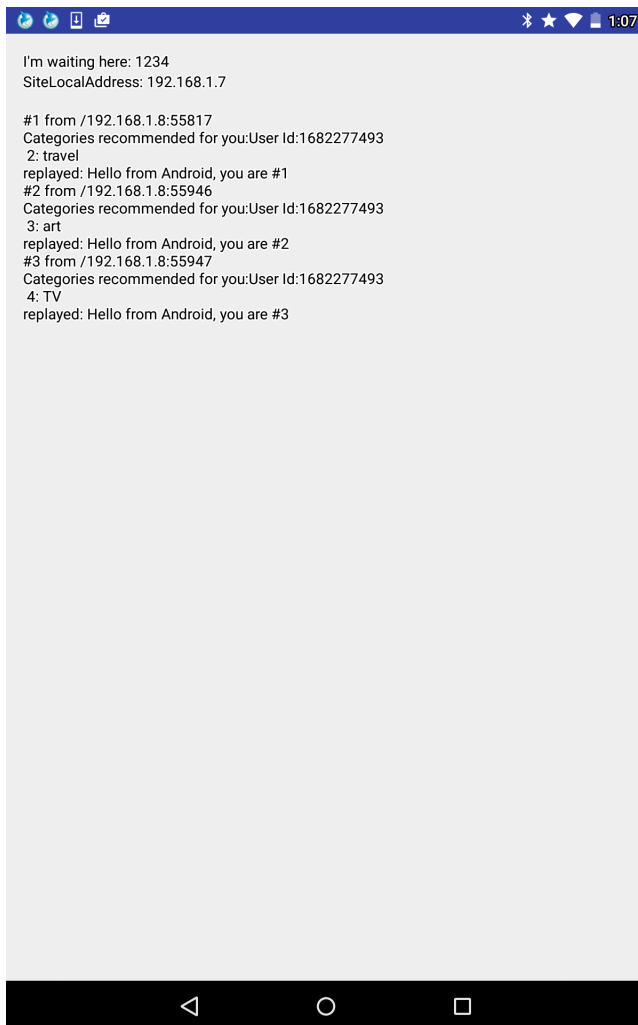 1:07
I'm waiting here: 1234
SiteLocalAddress: 192.168.1.7
#1 from /192.168.1.8:55817
Categories recommended for you:User Id:1682277493
2: travel
replayed: Hello from Android, you are #1
#2 from /192.168.1.8:55946
Categories recommended for you:User Id:1682277493
3: art
replayed: Hello from Android, you are #2
#3 from /192.168.1.8:55947
Categories recommended for you:User Id:1682277493
4: TV
replayed: Hello from Android, you are #3